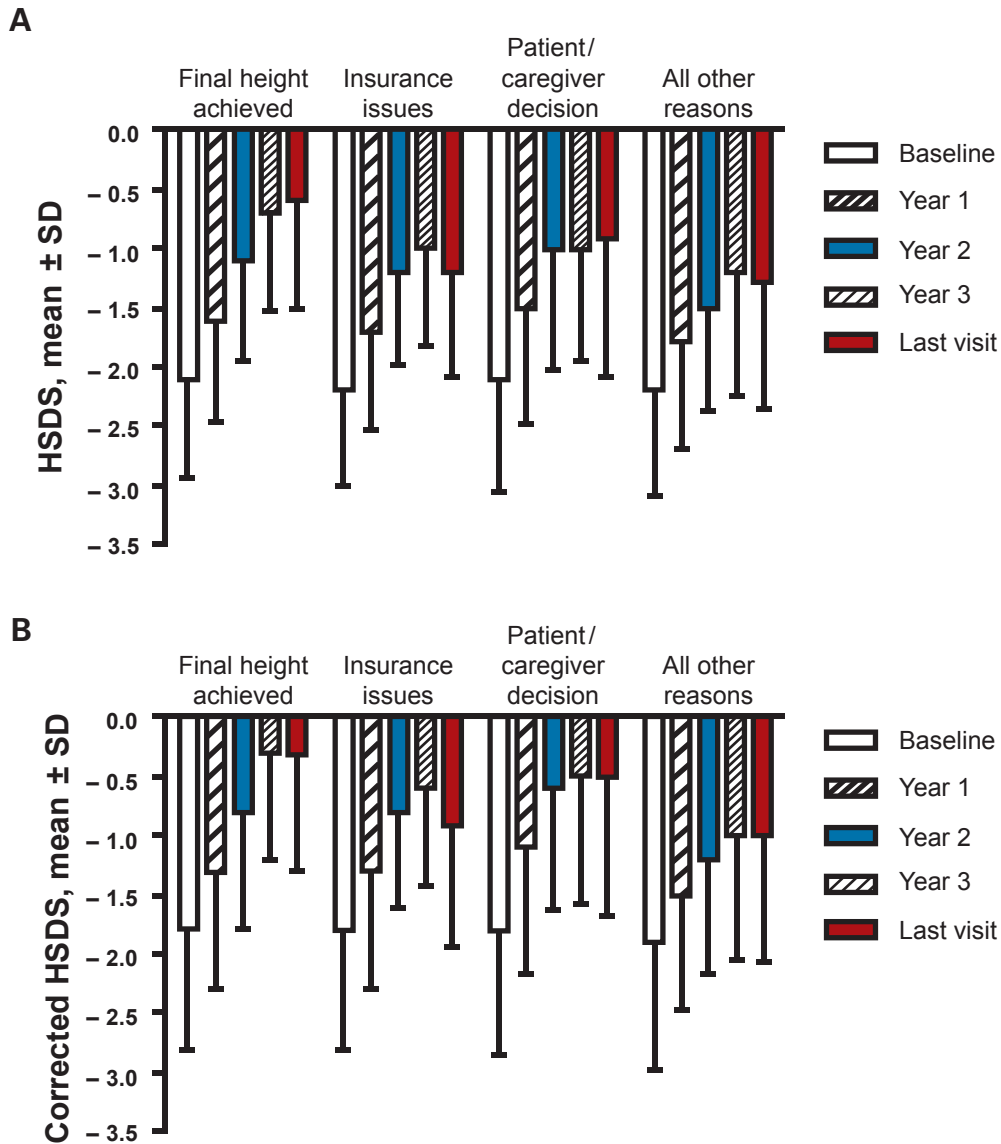 A
Patient/
Final height Insurance caregiver All other
achieved issues decision reasons
0.0
– 0.5
– 1.0
– 1.5
– 2.0
– 2.5
– 3.0
– 3.5
HSDS, mean ± SD
Baseline
Year 1
Year 2
Year 3
Last visit
B
Patient/
Final height Insurance caregiver All other
achieved issues decision reasons
0.0
– 0.5
– 1.0
– 1.5
– 2.0
– 2.5
– 3.0
– 3.5
Corrected HSDS, mean ± SD
Baseline
Year 1
Year 2
Year 3
Last visit